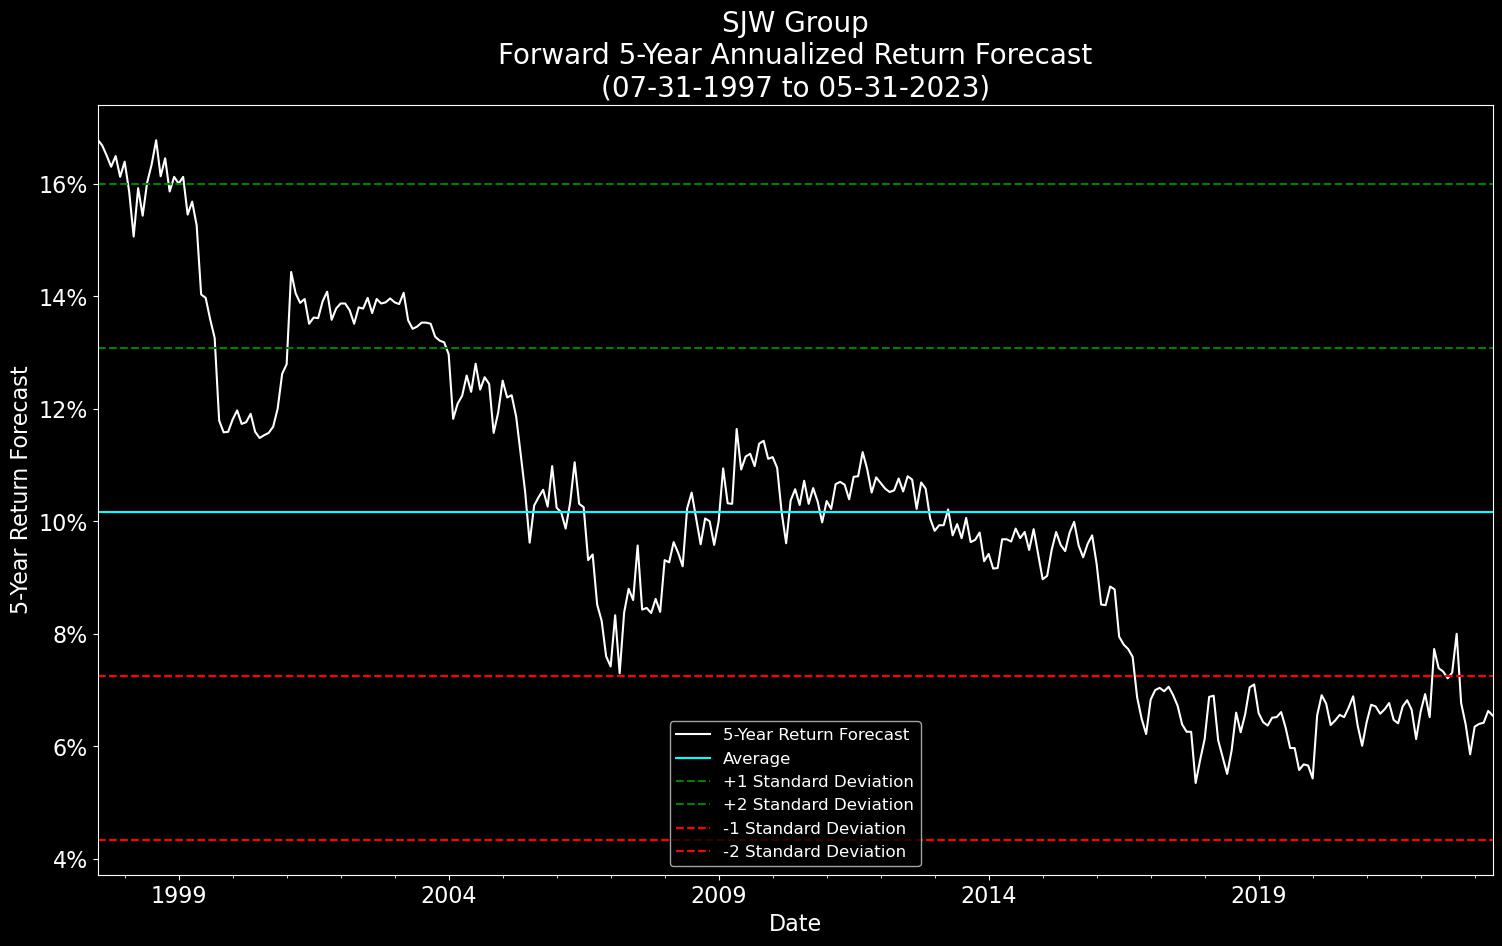 SJW Group
Forward 5-Year Annualized Return Forecast
(07-31-1997 to 05-31-2023)
16%
14%
12%
10%
8%
6%
4%
5-Year Return Forecast
5-Year Return Forecast
Average
+1 Standard Deviation
+2 Standard Deviation
-1 Standard Deviation
-2 Standard Deviation
1999 2004 2009 2014 2019
Date